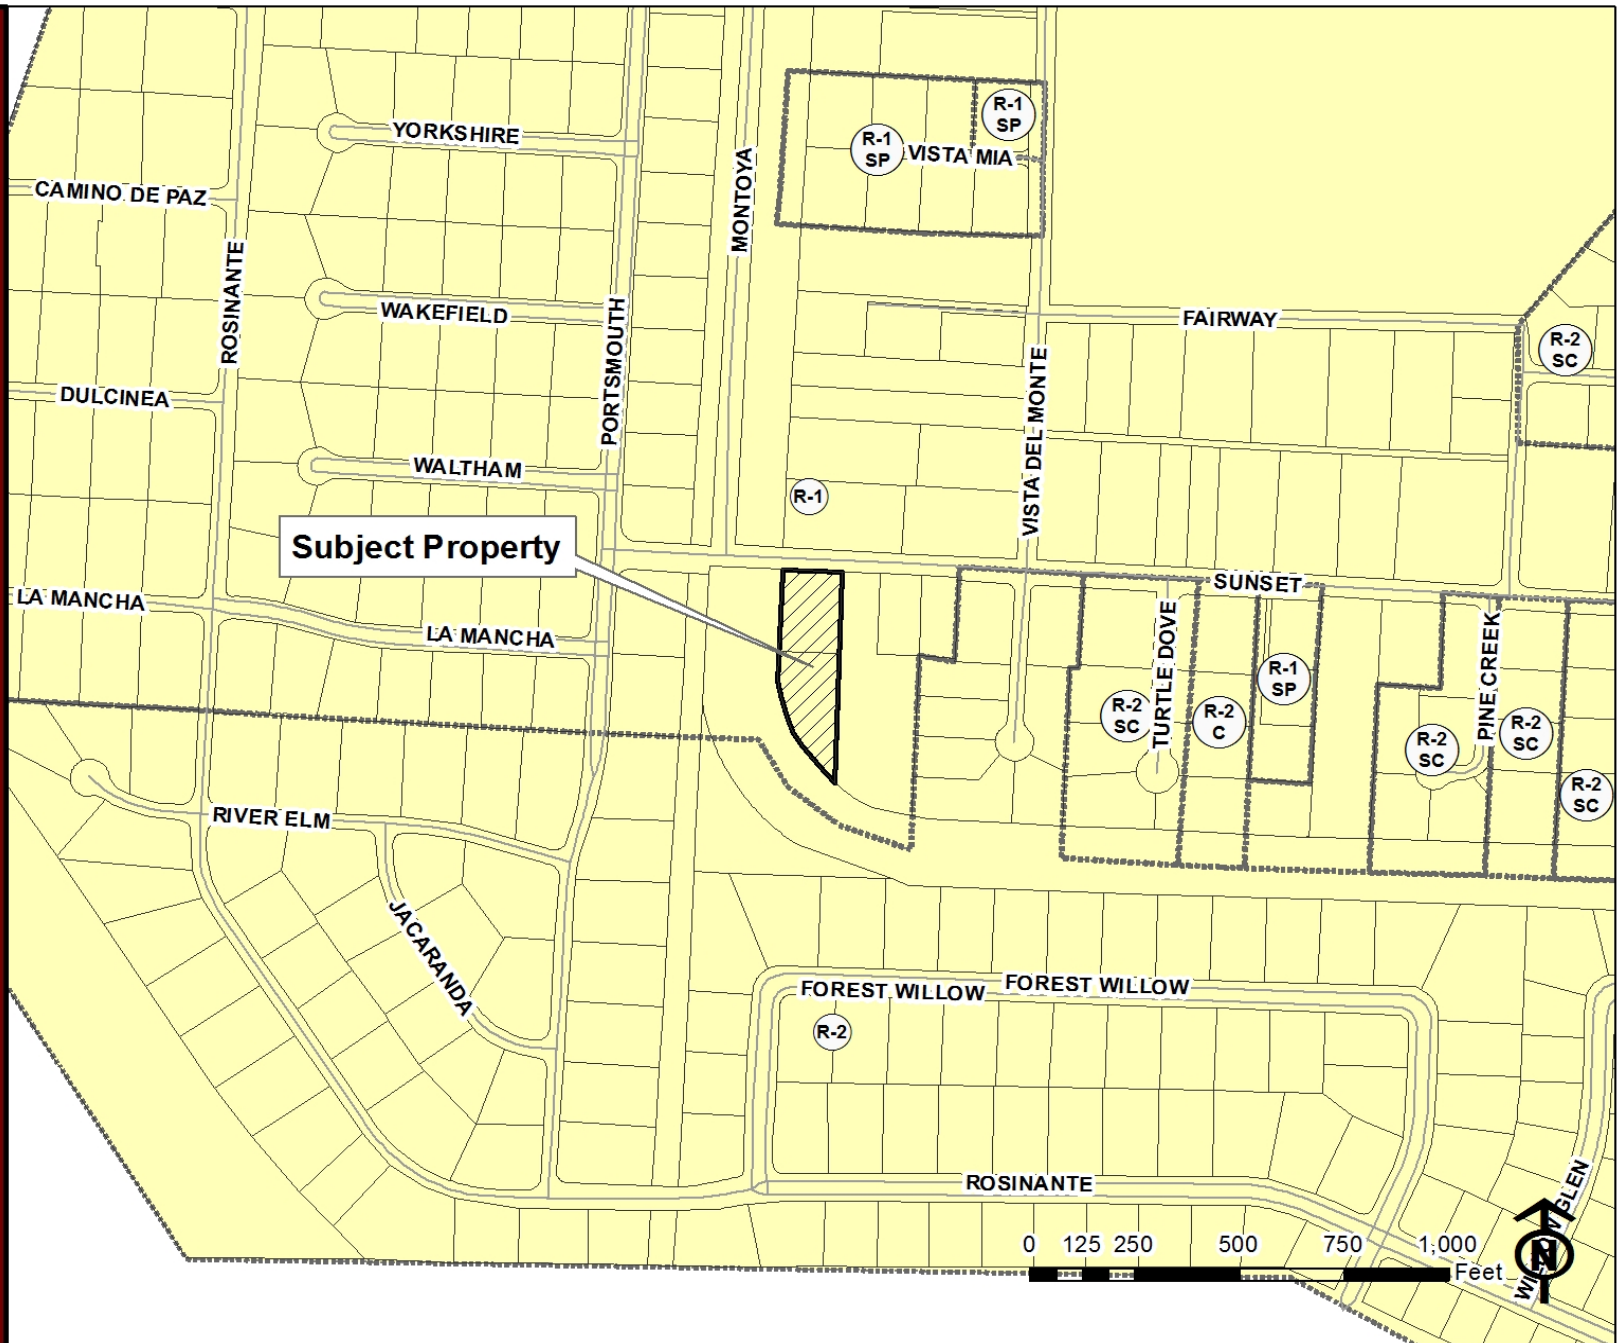 R-1
SP
YORKSHIRE
R-1
SP
VISTA MIA
CAMINO DE PAZ
MONTOYA
ROSINANTE
WAKEFIELD
PORTSMOUTH
FAIRWAY
R-2
SC
DULCINEA
VISTA DEL MONTE
WALTHAM
R-1
Subject Property
SUNSET
LA MANCHA
LA MANCHA
TURTLE DOVE
PINE CREEK
R-1
SP
R-2
SC
R-2
C
R-2
SC
R-2
SC
R-2
SC
RIVER ELM
JACARANDA
FOREST WILLOW
FOREST WILLOW
R-2
ROSINANTE
GLEN
0 125 250 500 750 1,000
Feet
N